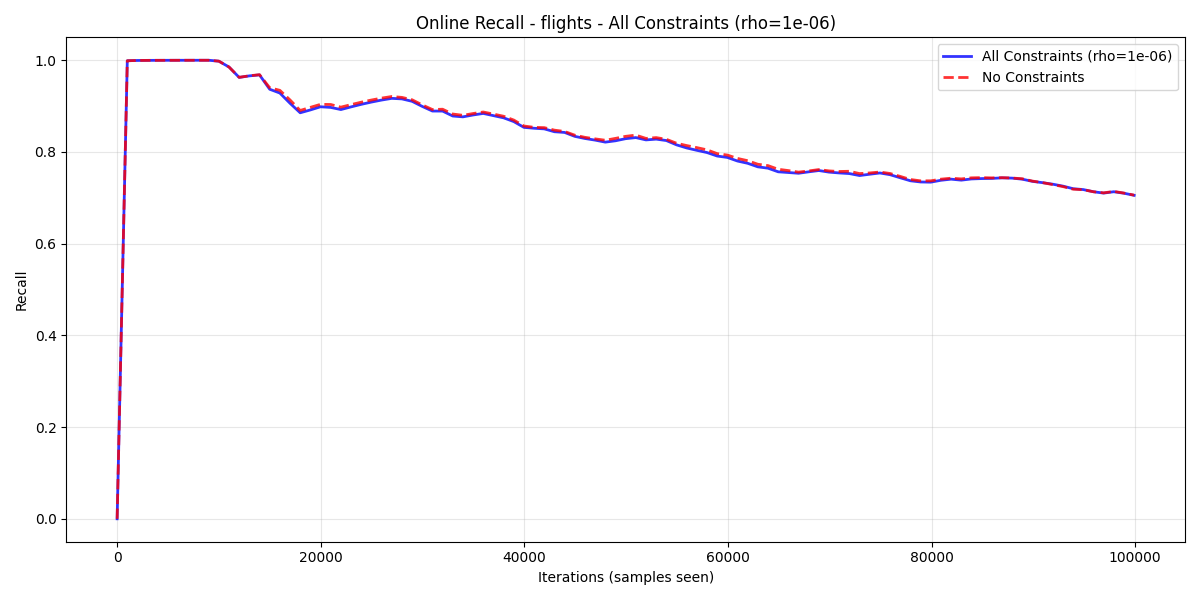 Online Recall - flights - All Constraints (rho=1e-06)
All Constraints (rho=1e-06)
No Constraints
1.0
0.8
0.6
0.4
0.2
0.0
Recall
0 20000 40000 60000 80000 100000
Iterations (samples seen)